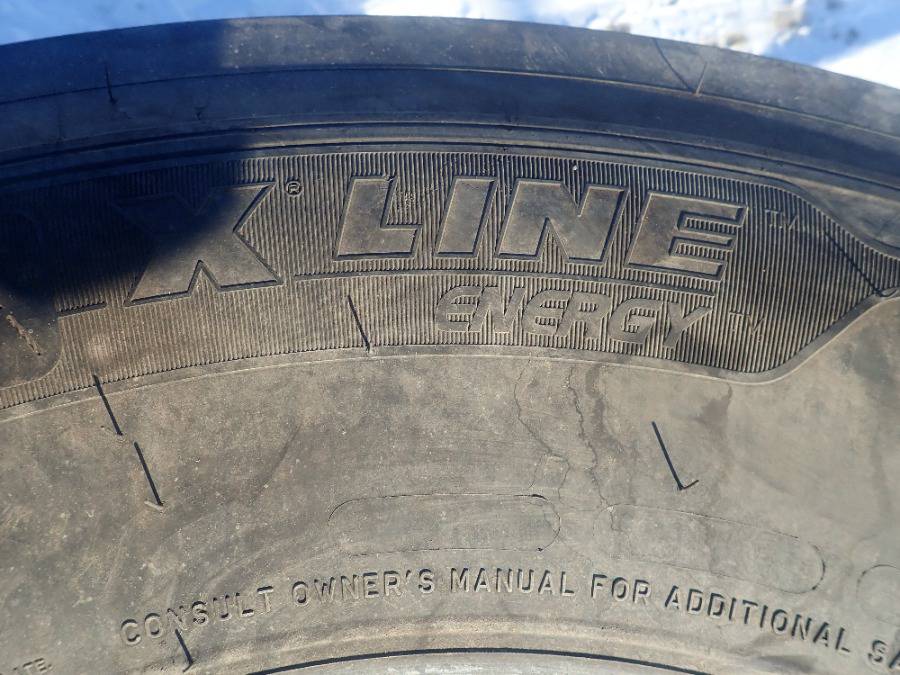 X® LINE™
ENERGY™
CONSULT OWNER'S MANUAL FOR ADDITIONAL